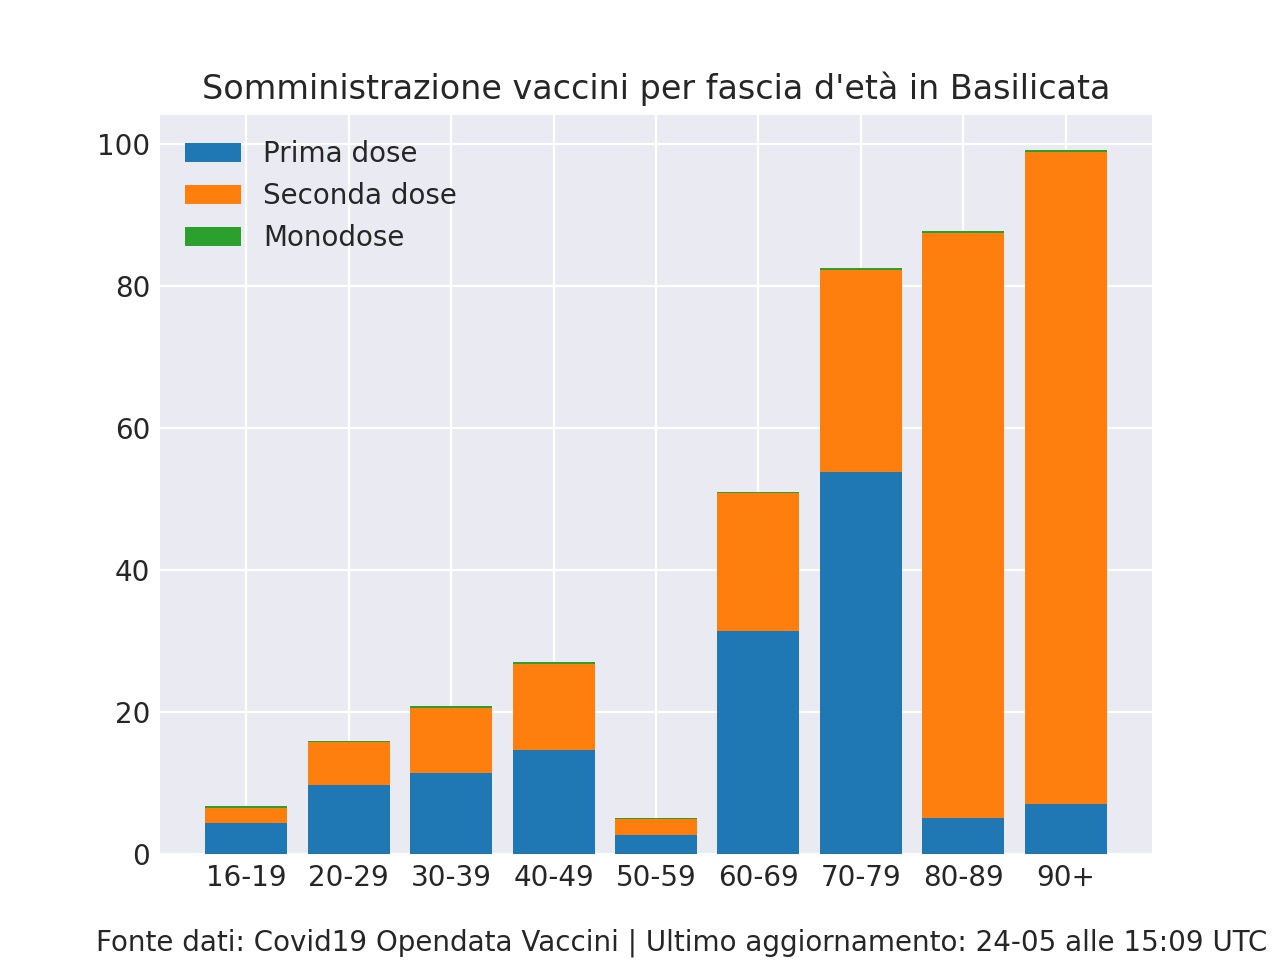 Somministrazione vaccini per fascia d'età in Basilicata
Prima dose
Seconda dose
Monodose
100
80
60
40
20
0
16-19 20-29 30-39 40-49 50-59 60-69 70-79 80-89 90+
Fonte dati: Covid19 Opendata Vaccini | Ultimo aggiornamento: 24-05 alle 15:09 UTC